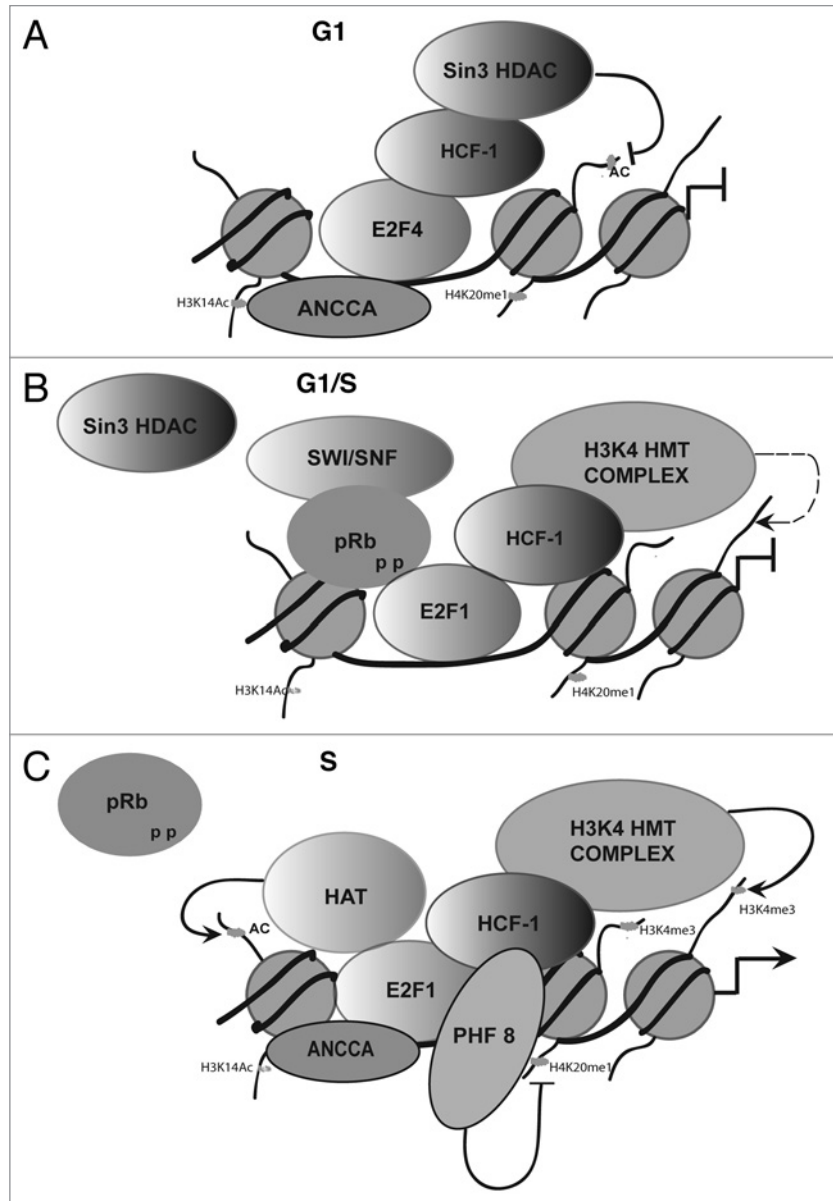 A
G1
Sin3 HDAC
HCF-1
AC
E2F4
H3K14Ac
ANCCA
H4K20me1
B
G1/S
Sin3 HDAC
SWI/SNF
H3K4 HMT
COMPLEX
pRb
p p
HCF-1
E2F1
H3K14Ac
H4K20me1
C
S
pRb
p p
H3K4 HMT
COMPLEX
HAT
HCF-1
H3K4me3
AC
H3K4me3
E2F1
PHF 8
ANCCA
H3K14Ac
H4K20me1